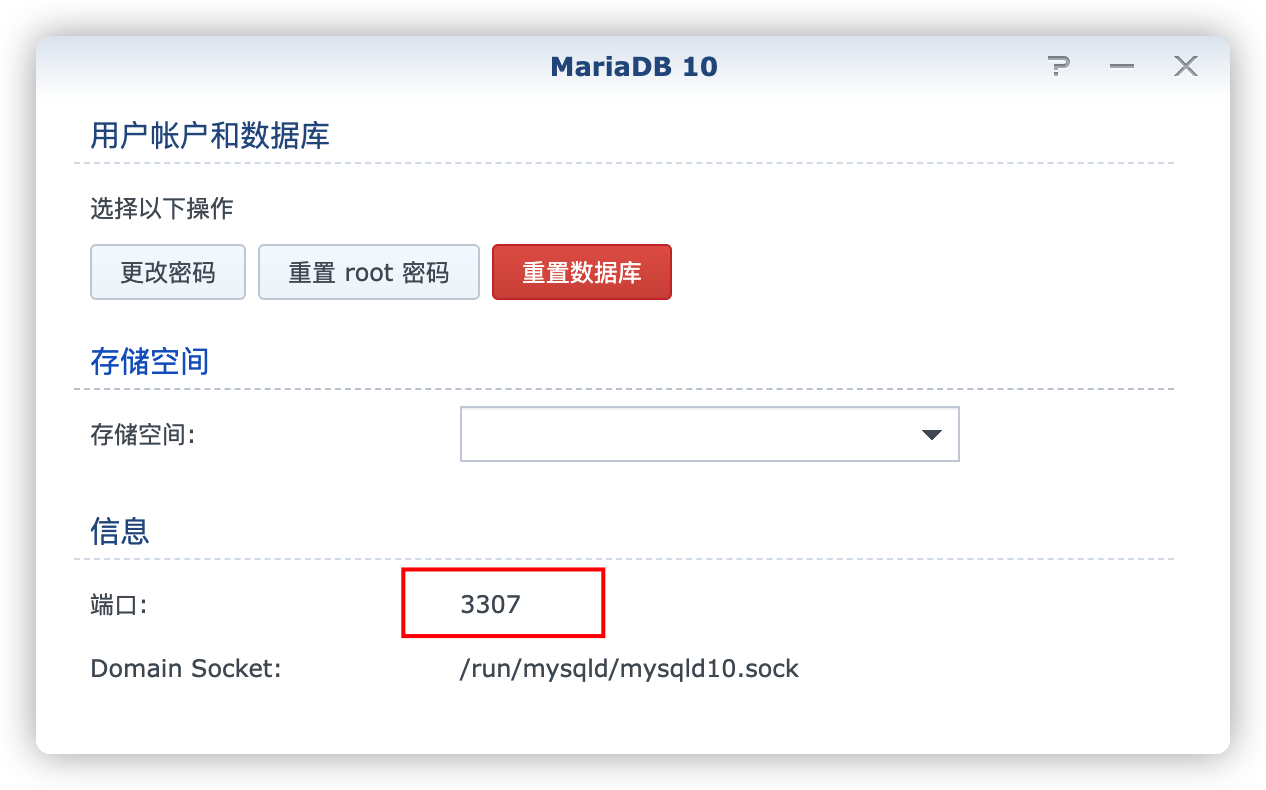 MariaDB 10
用户帐户和数据库
选择以下操作
更改密码 重置 root 密码 重置数据库
存储空间
存储空间:
信息
端口: 3307
Domain Socket: /run/mysqld/mysqld10.sock